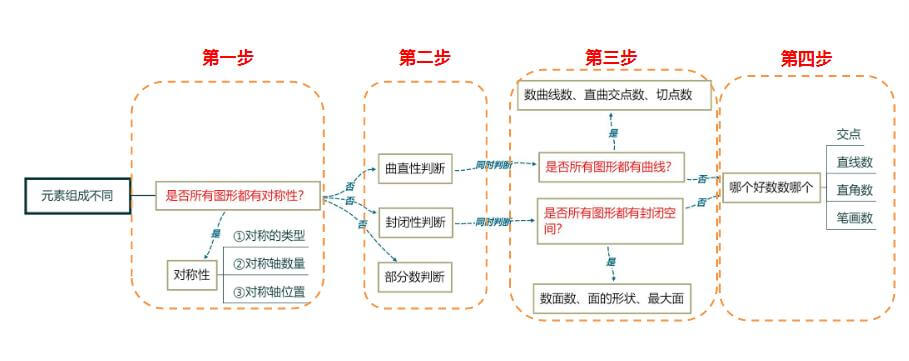 第一步
第二步
第三步
第四步
元素组成不同
是否所有图形都有对称性?
是
对称性
①对称的类型
②对称轴数量
③对称轴位置
否
否
否
曲直性判断
封闭性判断
部分数判断
同时判断
同时判断
数曲线数、直曲交点数、切点数
是
是否所有图形都有曲线?
是否所有图形都有封闭空
间?
是
数面数、面的形状、最大面
否
否
哪个好数数哪个
交点
直线数
直角数
笔画数